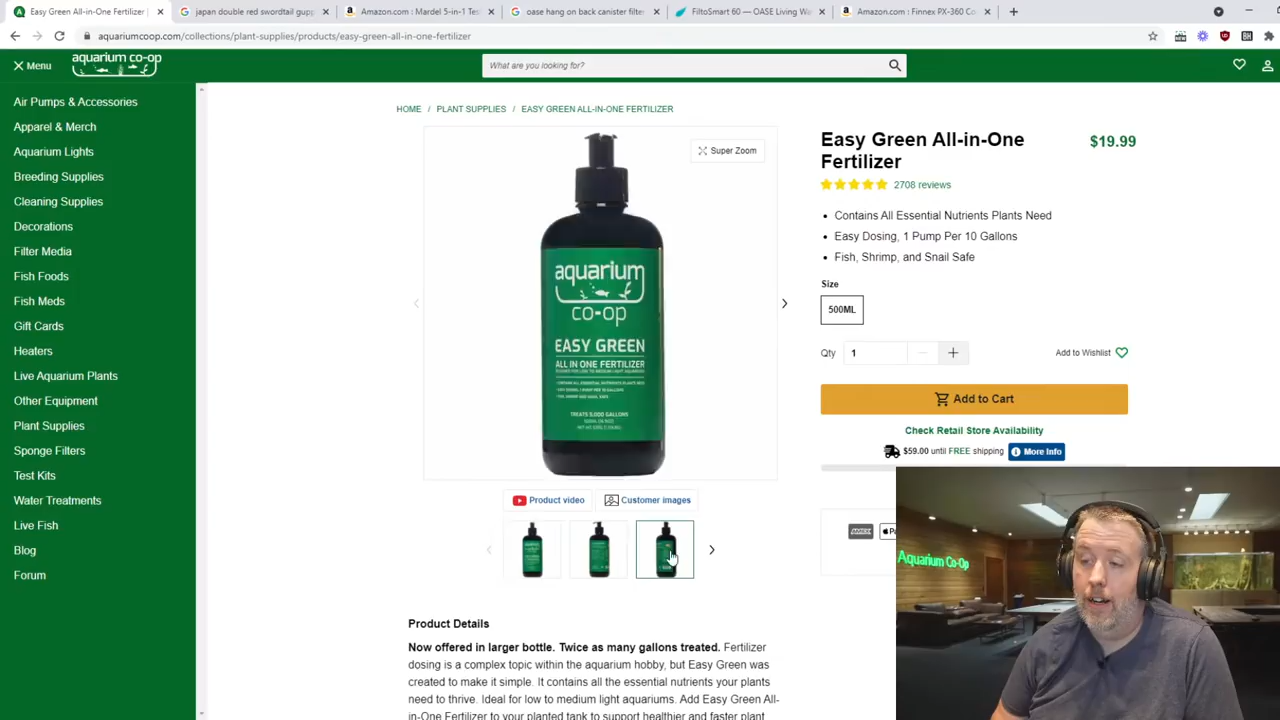 Easy Green All-in-One Fertilizer |
japan double red swordtail gupp
Amazon.com : Mardel 5-in-1 Tes
oase hang on back canister filter
FiltoSmart 60 — OASE Living Wa
Amazon.com : Finnex PX-360 Co
aquariumcoop.com/collections/plant-supplies/products/easy-green-all-in-one-fertilizer
Menu
aquarium co-op
What are you looking for?
Air Pumps & Accessories
Apparel & Merch
Aquarium Lights
Breeding Supplies
Cleaning Supplies
Decorations
Filter Media
Fish Foods
Fish Meds
Gift Cards
Heaters
Live Aquarium Plants
Other Equipment
Plant Supplies
Sponge Filters
Test Kits
Water Treatments
Live Fish
Blog
Forum
HOME / PLANT SUPPLIES / EASY GREEN ALL-IN-ONE FERTILIZER
Super Zoom
aquarium
co-op
EASY GREEN
ALL IN ONE FERTILIZER
TREATS 5,000 GALLONS
Product video
Customer images
Easy Green All-in-One
Fertilizer
$19.99
2708 reviews
Contains All Essential Nutrients Plants Need
Easy Dosing, 1 Pump Per 10 Gallons
Fish, Shrimp, and Snail Safe
Size
500ML
Qty 1
Add to Wishlist
Add to Cart
Check Retail Store Availability
$59.00 until FREE shipping
More Info
AMEX
Aquarium Co-Op
Product Details
Now offered in larger bottle. Twice as many gallons treated. Fertilizer
dosing is a complex topic within the aquarium hobby, but Easy Green was
created to make it simple. It contains all the essential nutrients your plants
need to thrive. Ideal for low to medium light aquariums. Add Easy Green All-
in-One Fertilizer to your planted tank to support healthier and faster plant